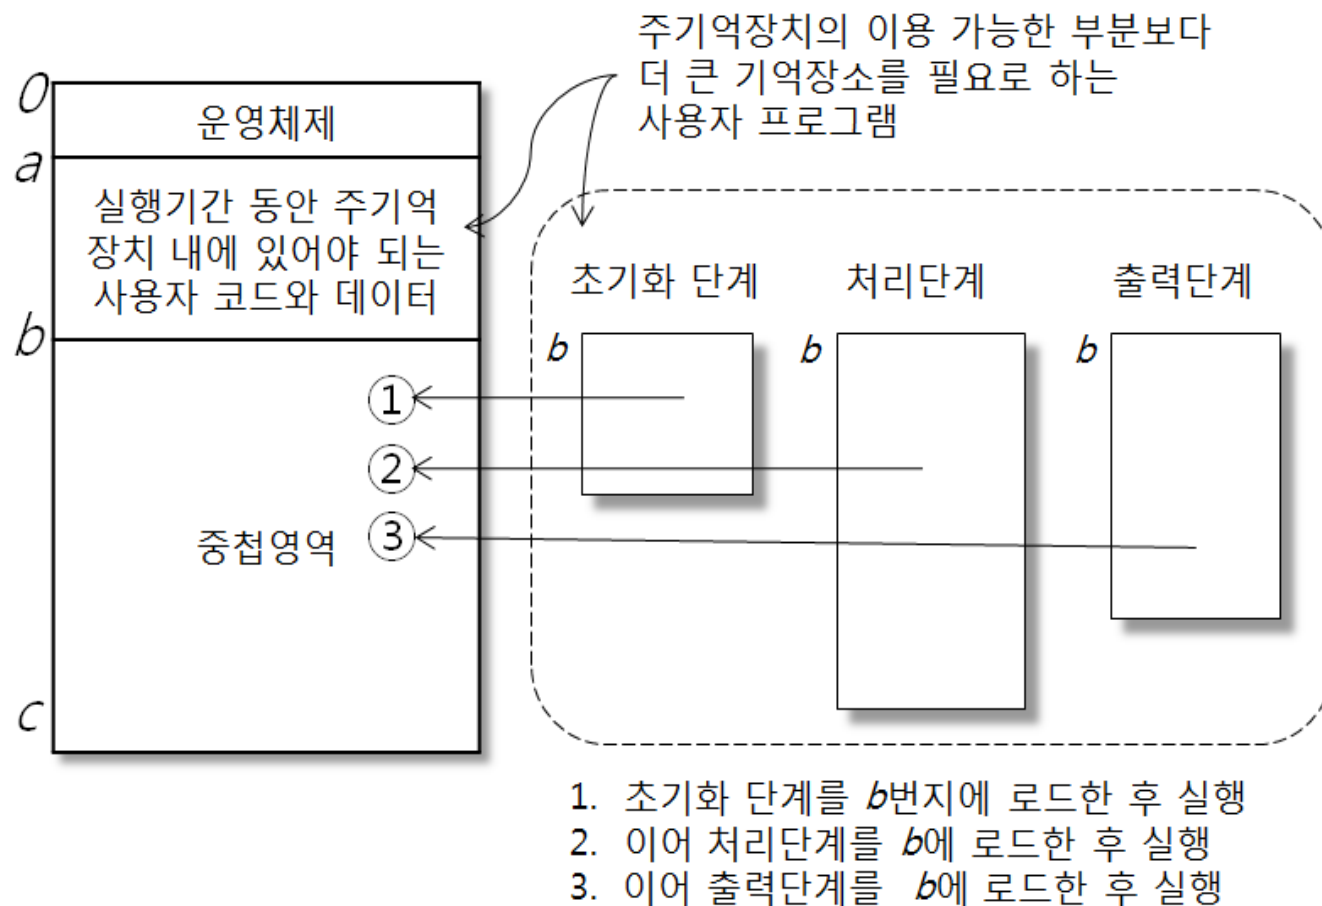 주기억장치의 이용 가능한 부분보다
더 큰 기억장소를 필요로 하는
사용자 프로그램
0
운영체제
a
실행기간 동안 주기억
장치 내에 있어야 되는
사용자 코드와 데이터
b
초기화 단계
처리단계
출력단계
b
b
b
①
②
③
중첩영역
c
1. 초기화 단계를 b번지에 로드한 후 실행
2. 이어 처리단계를 b에 로드한 후 실행
3. 이어 출력단계를 b에 로드한 후 실행